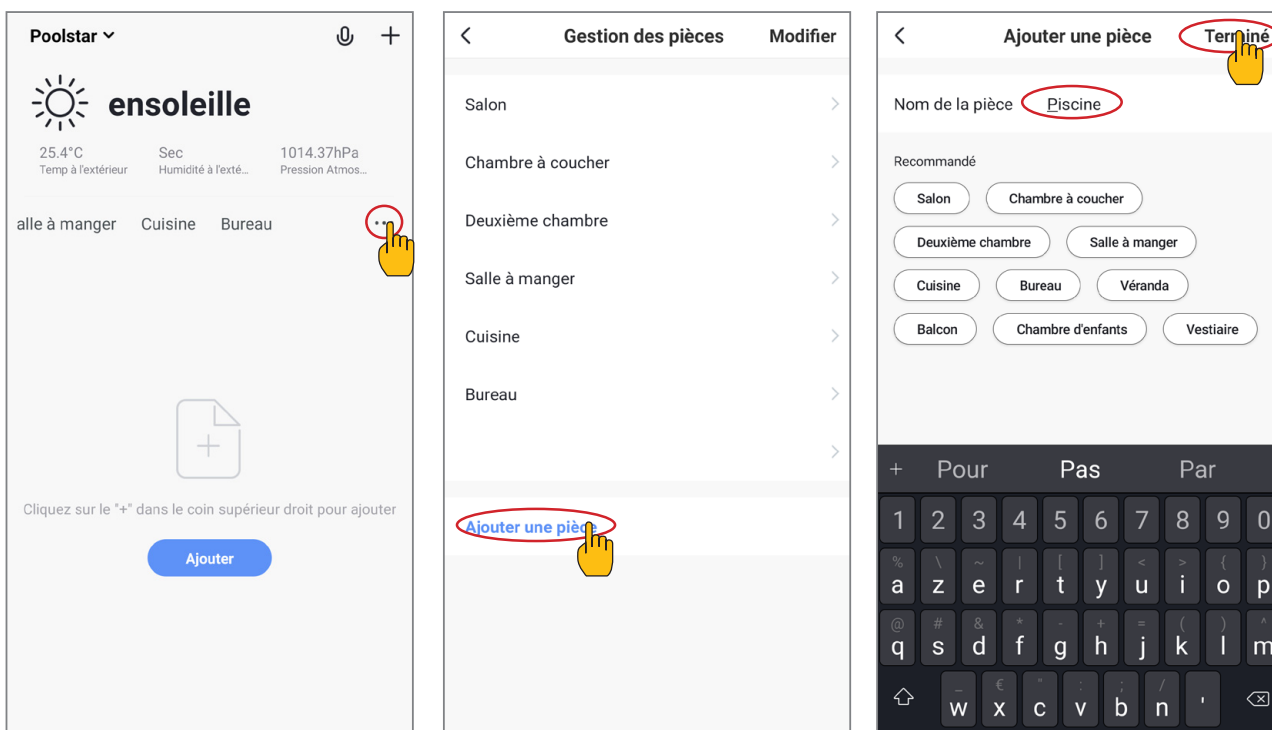 Poolstar
ensoleille
25.4°C Sec 1014.37hPa
Temp à l'extérieur Humidité à l'exté... Pression Atmos...
alle à manger Cuisine Bureau
Cliquez sur le "+" dans le coin supérieur droit pour ajouter
Ajouter
Gestion des pièces Modifier
Salon
Chambre à coucher
Deuxième chambre
Salle à manger
Cuisine
Bureau
Ajouter une pièce
Ajouter une pièce Terminé
Nom de la pièce Piscine
Recommandé
Salon Chambre à coucher
Deuxième chambre Salle à manger
Cuisine Bureau Véranda
Balcon Chambre d'enfants Vestiaire
+ Pour Pas Par
1 2 3 4 5 6 7 8 9 0
% \ ~ | [ ] < > { }
a z e r t y u i o p
@ # & * - + = ( ) ^
q s d f g h j k l m
_ € " : ; /
w x c v b n '